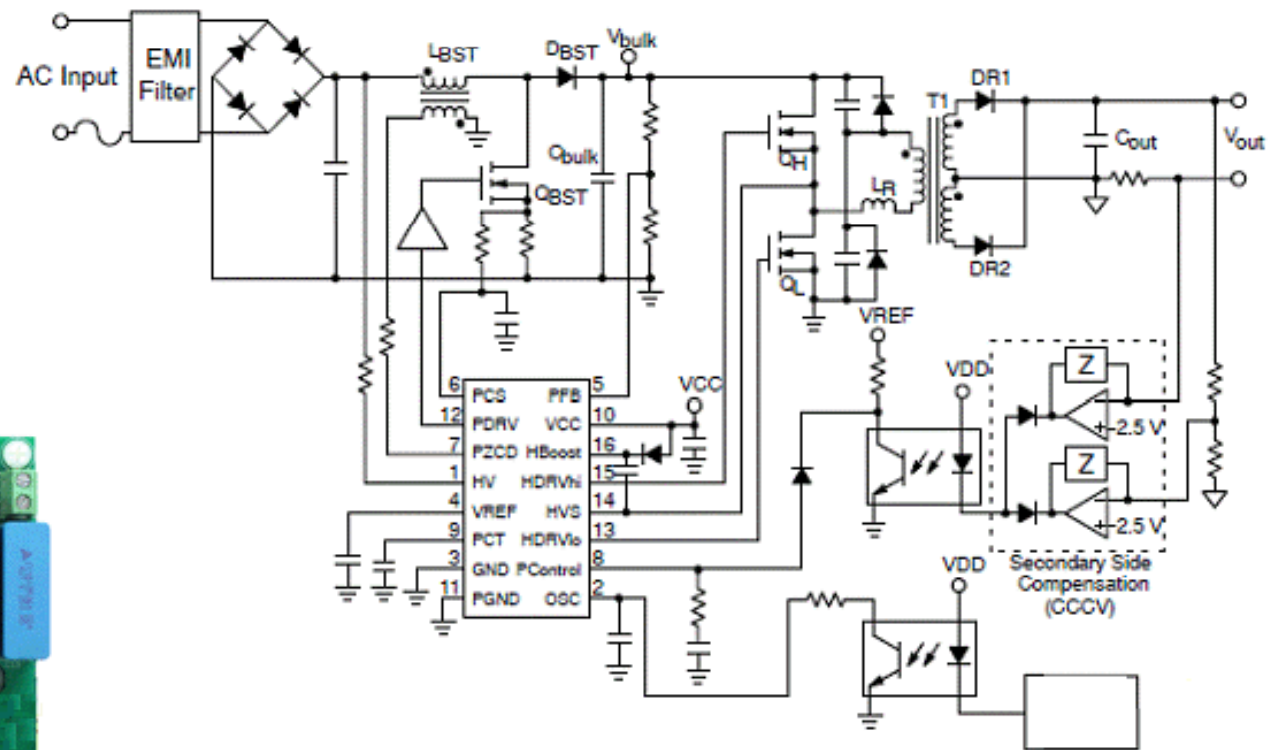 AC Input
EMI
Filter
LBST
DBST
Vbulk
Cbulk
QBST
QH
LR
QL
T1
DR1
DR2
Cout
Vout
VREF
VDD
Z
-2.5 V
Z
-2.5 V
Secondary Side
Compensation
(CCCV)
VDD
VCC
6 PCS PFB 5
12 PDRV VCC 10
7 PZCD HBoost 16
1 HV HDRVhi 15
4 VREF HVS 14
9 PCT HDRVlo 13
3 GND PControl 8
11 PGND OSC 2